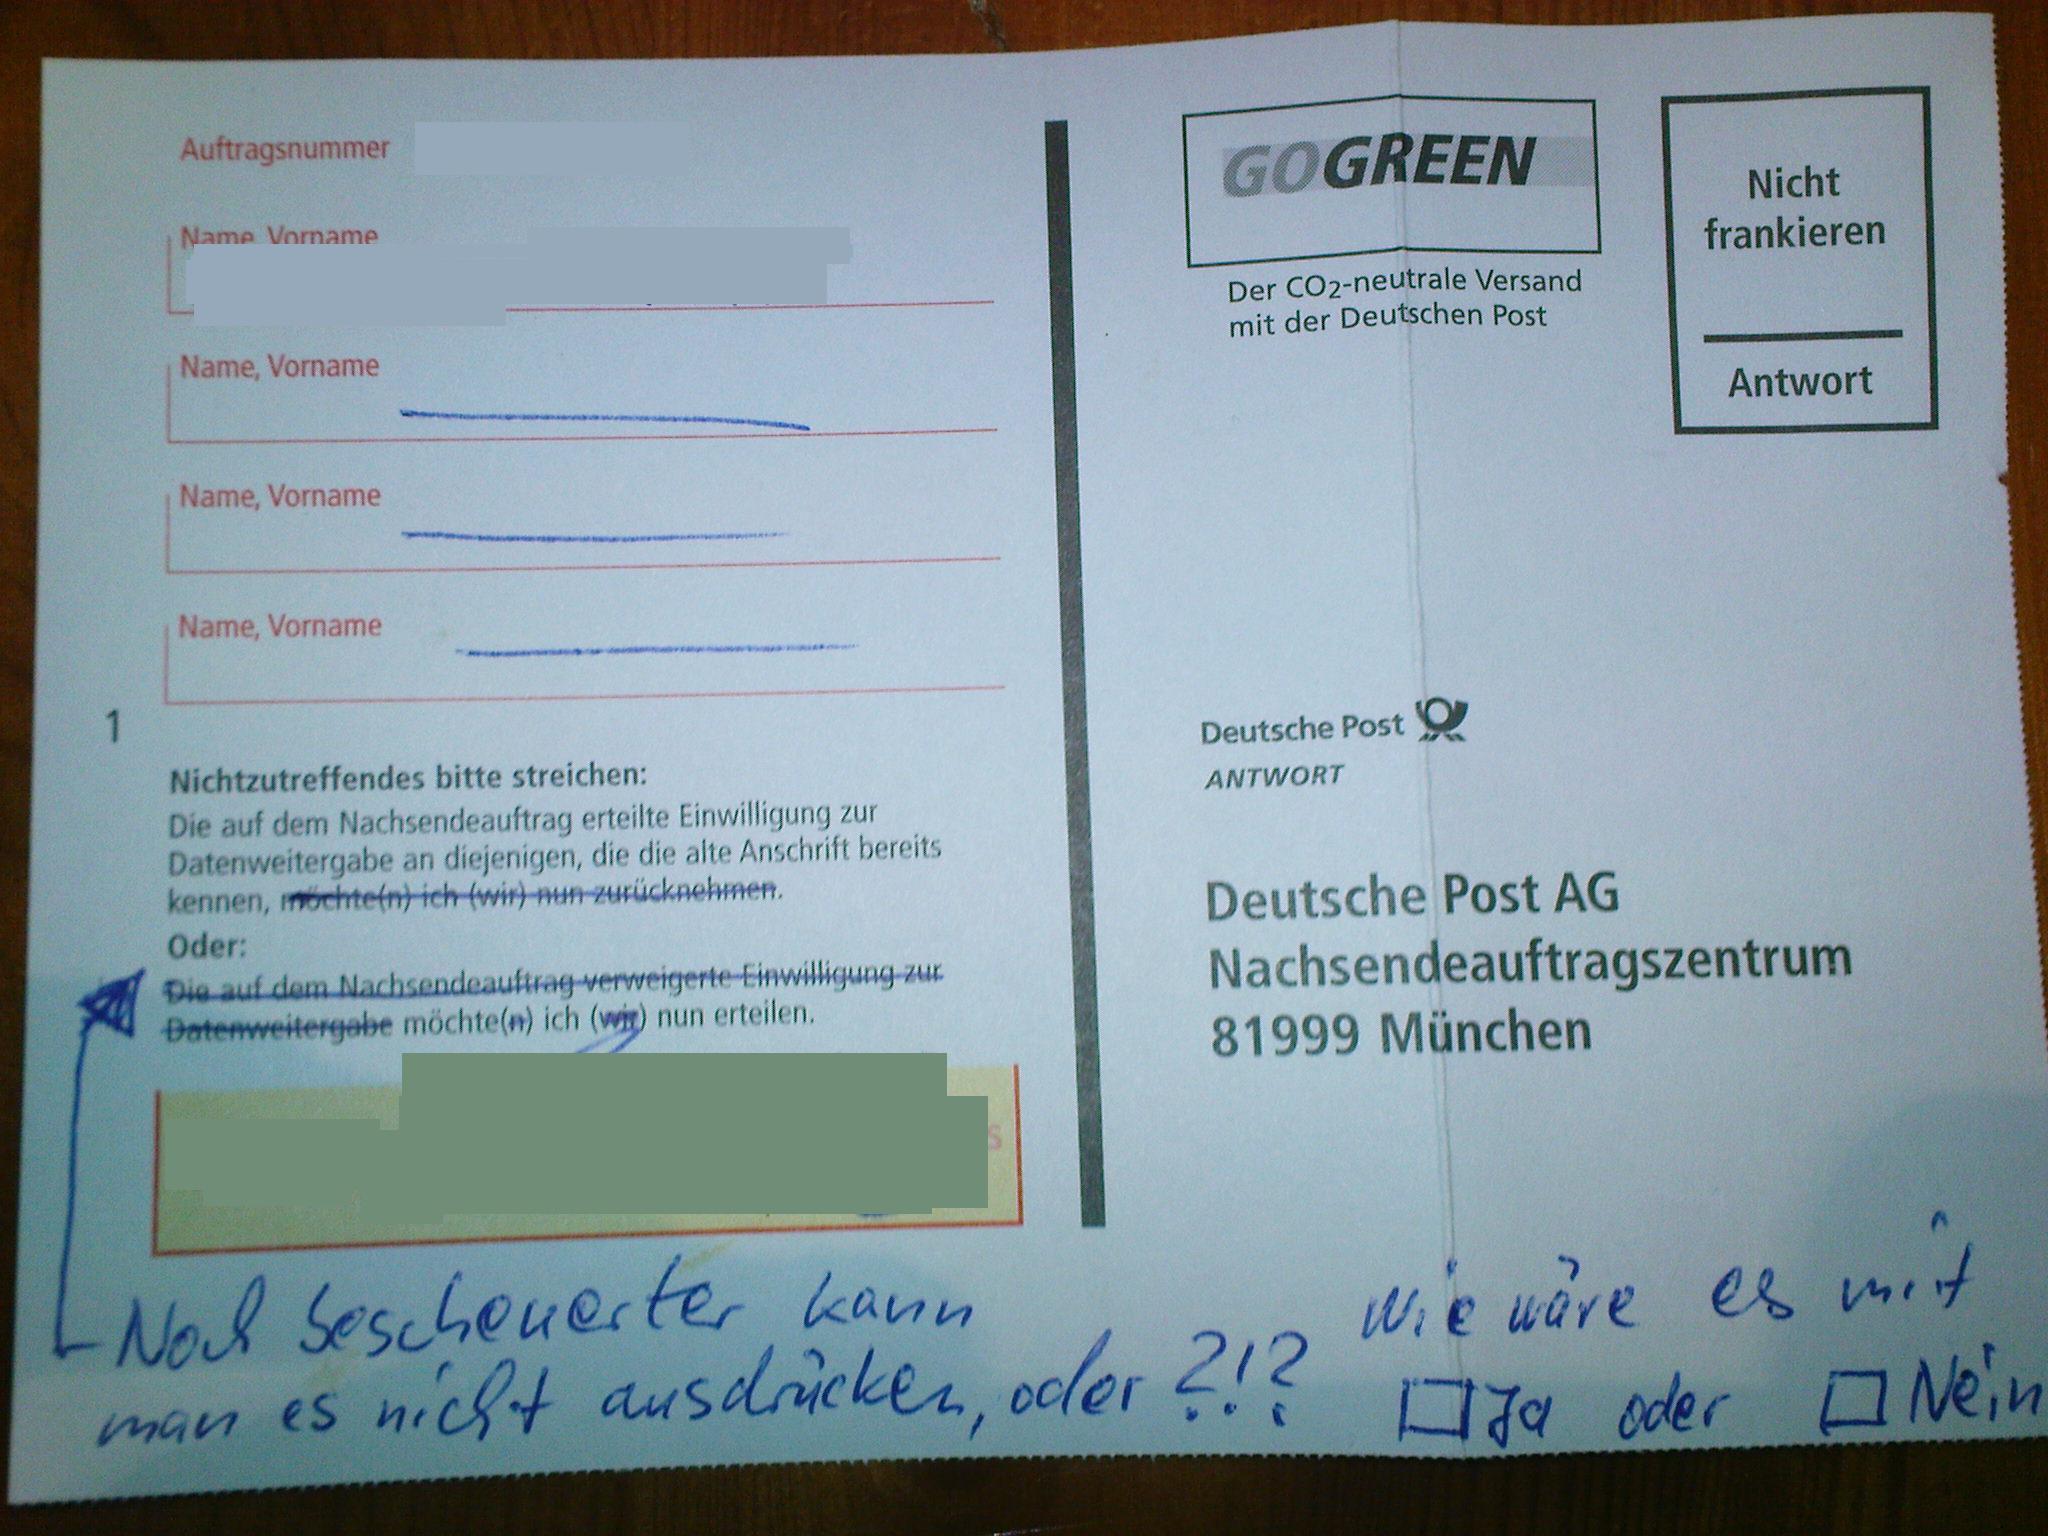 Auftragsnummer
Name, Vorname
Name, Vorname
Name, Vorname
Name, Vorname
1
Nichtzutreffendes bitte streichen:
Die auf dem Nachsendeauftrag erteilte Einwilligung zur
Datenweitergabe an diejenigen, die die alte Anschrift bereits
kennen, möchte(n) ich (wir) nun zurücknehmen.
Oder:
Die auf dem Nachsendeauftrag verweigerte Einwilligung zur
Datenweitergabe möchte(n) ich (wir) nun erteilen.
S
Noch bescheuerter kann
man es nicht ausdrücken, oder ?!?
GOGREEN
Der CO2-neutrale Versand
mit der Deutschen Post
Nicht
frankieren
Antwort
Deutsche Post
ANTWORT
Deutsche Post AG
Nachsendeauftragszentrum
81999 München
Wie wäre es mit
Ja oder Nein